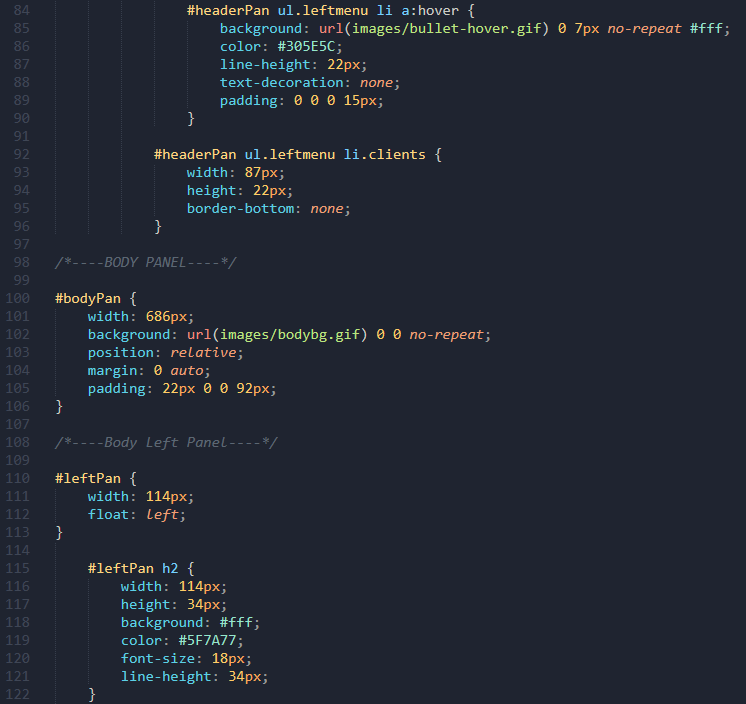 84 #headerPan ul.leftmenu li a:hover {
85 background: url(images/bullet-hover.gif) 0 7px no-repeat #fff;
86 color: #305E5C;
87 line-height: 22px;
88 text-decoration: none;
89 padding: 0 0 0 15px;
90 }
91
92 #headerPan ul.leftmenu li.clients {
93 width: 87px;
94 height: 22px;
95 border-bottom: none;
96 }
97
98 /*----BODY PANEL----*/
99
100 #bodyPan {
101 width: 686px;
102 background: url(images/bodybg.gif) 0 0 no-repeat;
103 position: relative;
104 margin: 0 auto;
105 padding: 22px 0 0 92px;
106 }
107
108 /*----Body Left Panel----*/
109
110 #leftPan {
111 width: 114px;
112 float: left;
113 }
114
115 #leftPan h2 {
116 width: 114px;
117 height: 34px;
118 background: #fff;
119 color: #5F7A77;
120 font-size: 18px;
121 line-height: 34px;
122 }